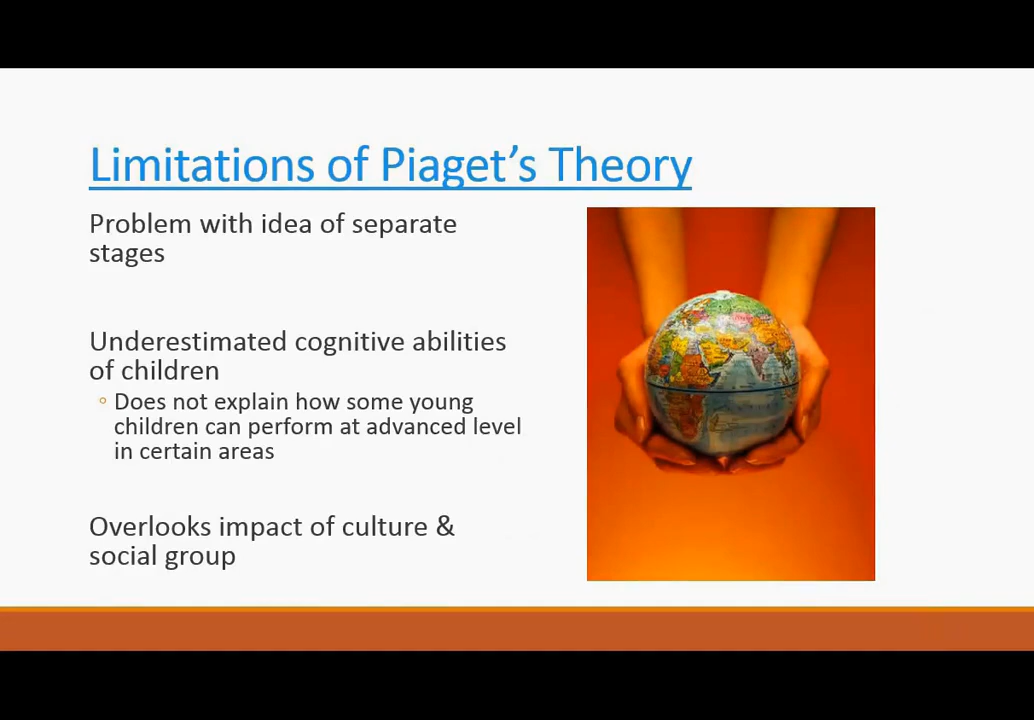 Limitations of Piaget’s Theory
Problem with idea of separate
stages
Underestimated cognitive abilities
of children
◦ Does not explain how some young
children can perform at advanced level
in certain areas
Overlooks impact of culture &
social group